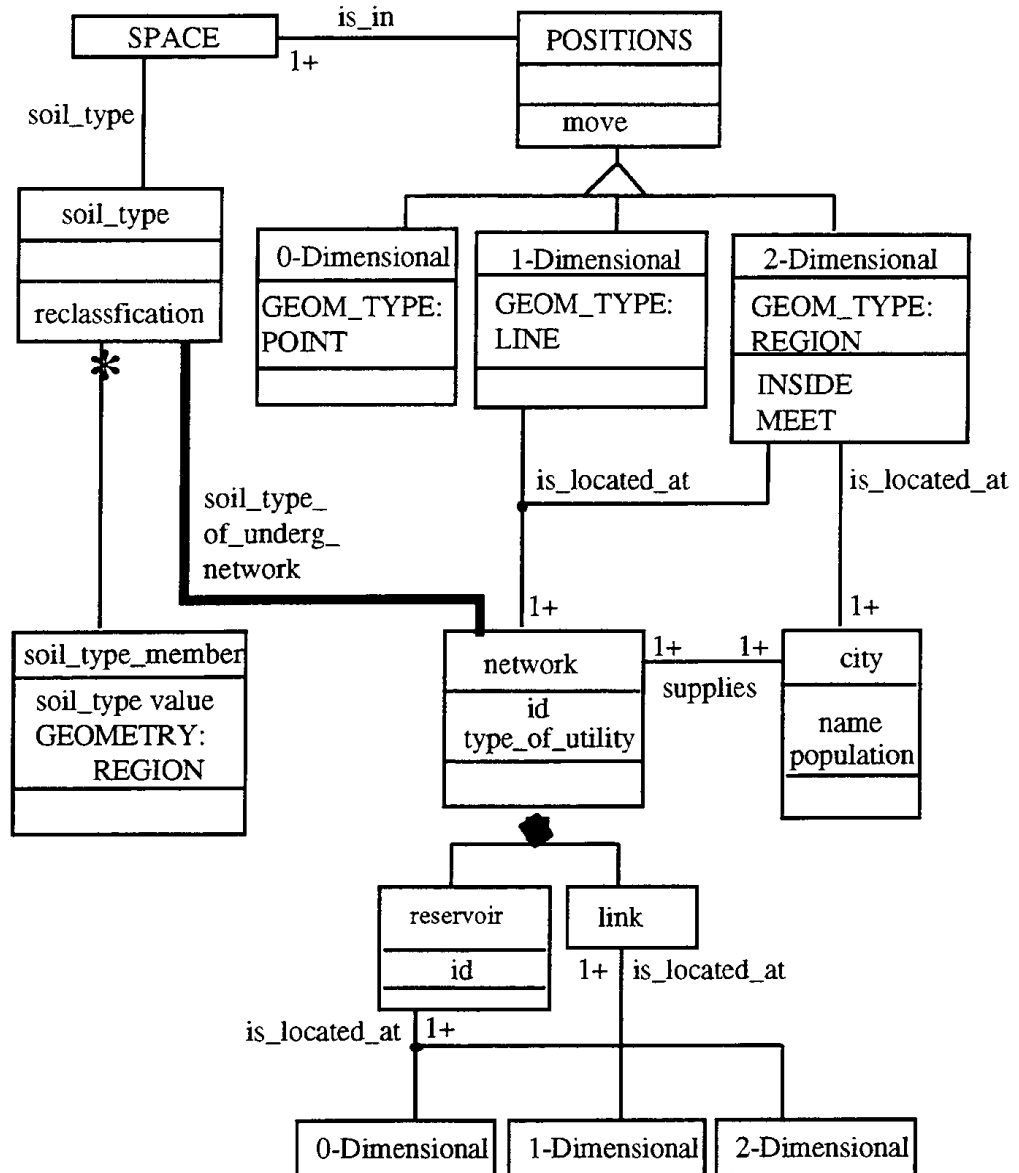 SPACE
is_in
1+
POSITIONS
move
soil_type
soil_type
reclassfication
0-Dimensional
GEOM_TYPE:
POINT
1-Dimensional
GEOM_TYPE:
LINE
2-Dimensional
GEOM_TYPE:
REGION
INSIDE
MEET
is_located_at
is_located_at
soil_type_
of_underg_
network
1+
1+
soil_type_member
soil_type value
GEOMETRY:
REGION
network
id
type_of_utility
1+
1+
supplies
city
name
population
reservoir
id
link
1+
is_located_at
is_located_at
1+
0-Dimensional
1-Dimensional
2-Dimensional